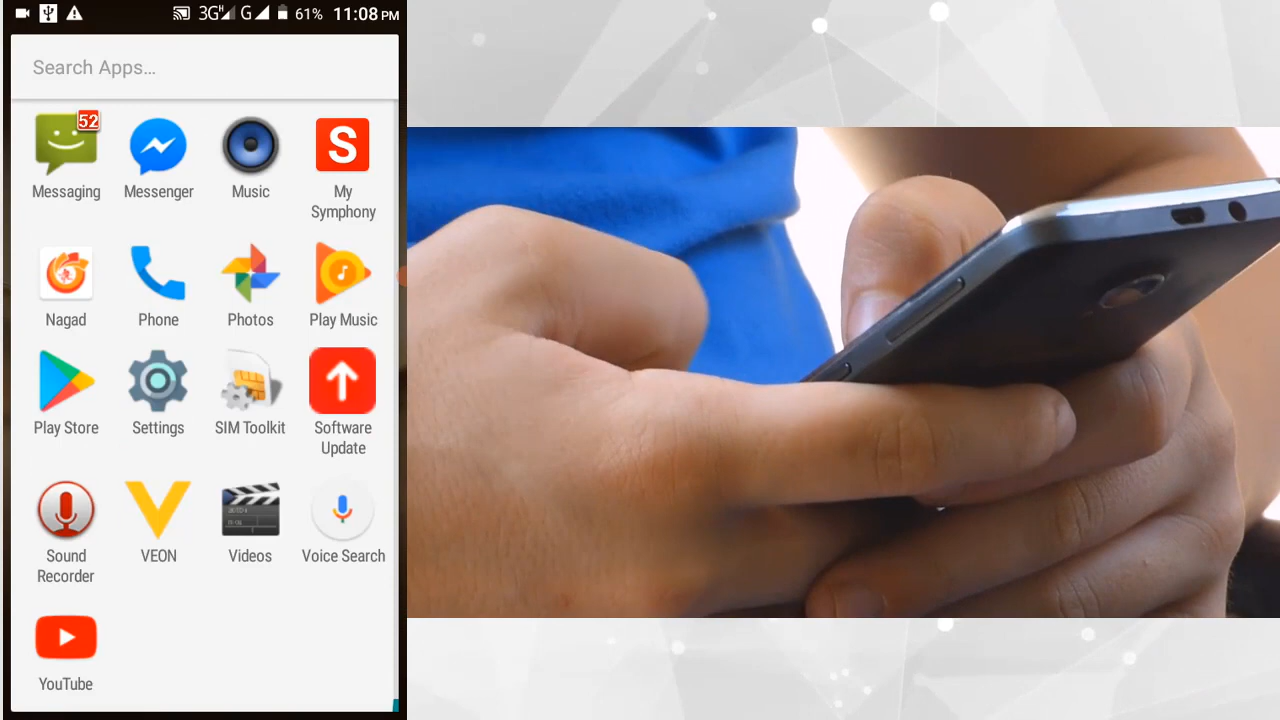 3G H G 61% 11:08 PM
Search Apps...
52
Messaging Messenger Music My Symphony
Nagad Phone Photos Play Music
Play Store Settings SIM Toolkit Software Update
Sound Recorder VEON Videos Voice Search
YouTube